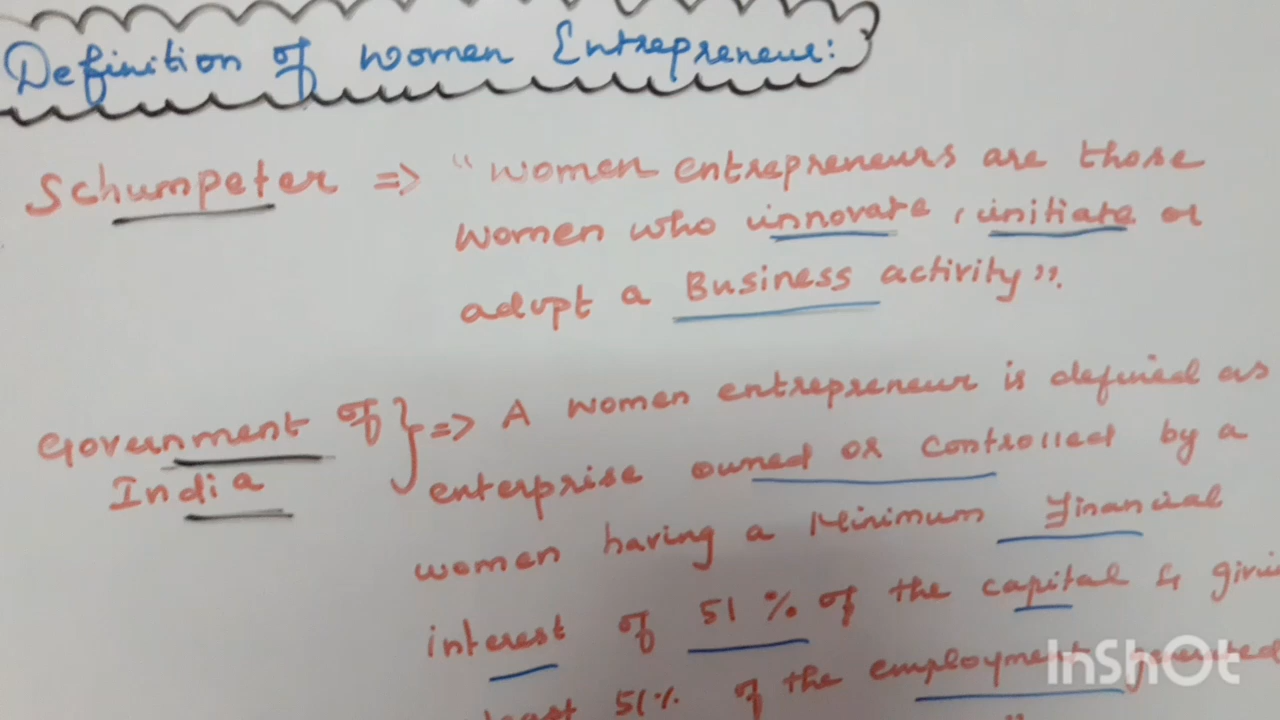 Definition of Women Entrepreneur:
Schumpeter => "Women entrepreneurs are those
women who innovate, initiate or
adopt a Business activity".
Government of India } => A women entrepreneur is defined as
enterprise owned or controlled by a
women having a Minimum Financial
interest of 51% of the capital &
51% of the employment
InShOt